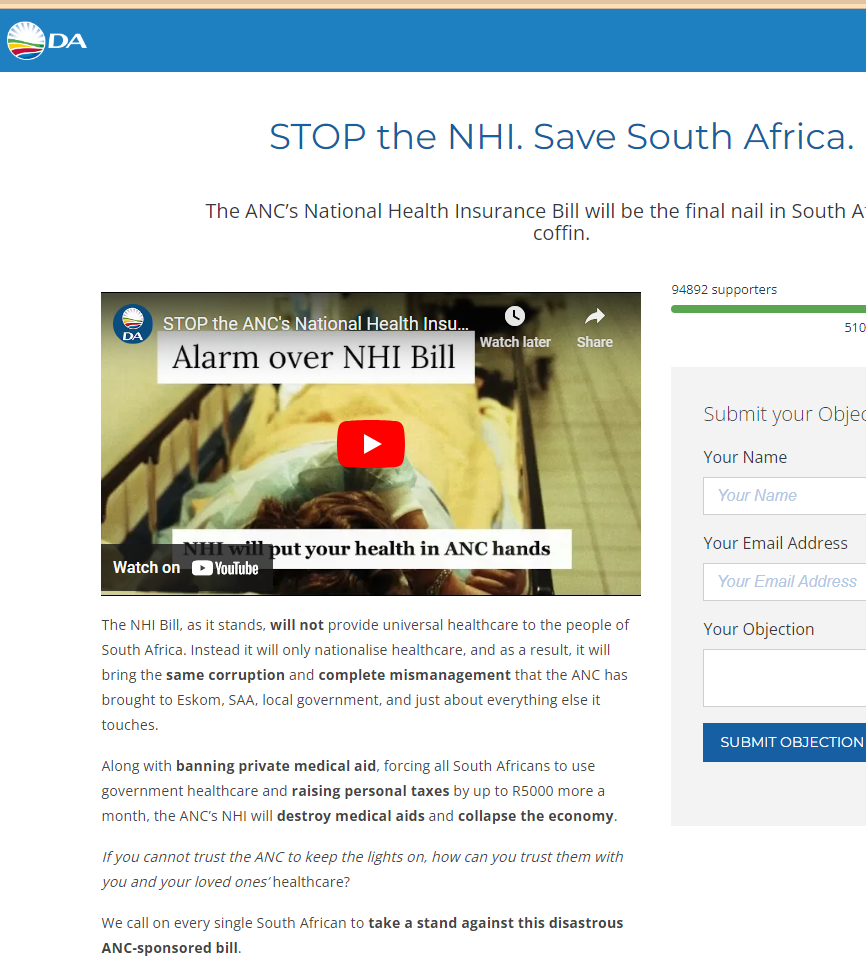 DA
STOP the NHI. Save South Africa.
The ANC's National Health Insurance Bill will be the final nail in South
coffin.
94892 supporters
510
DA
STOP the ANC's National Health Insu...
Watch later
Share
Alarm over NHI Bill
NHI will put your health in ANC hands
Watch on YouTube
The NHI Bill, as it stands, will not provide universal healthcare to the people of
South Africa. Instead it will only nationalise healthcare, and as a result, it will
bring the same corruption and complete mismanagement that the ANC has
brought to Eskom, SAA, local government, and just about everything else it
touches.
Along with banning private medical aid, forcing all South Africans to use
government healthcare and raising personal taxes by up to R5000 more a
month, the ANC's NHI will destroy medical aids and collapse the economy.
If you cannot trust the ANC to keep the lights on, how can you trust them with
you and your loved ones' healthcare?
We call on every single South African to take a stand against this disastrous
ANC-sponsored bill.
Submit your
Your Name
Your Name
Your Email Address
Your Email Address
Your Objection
SUBMIT OBJECTION